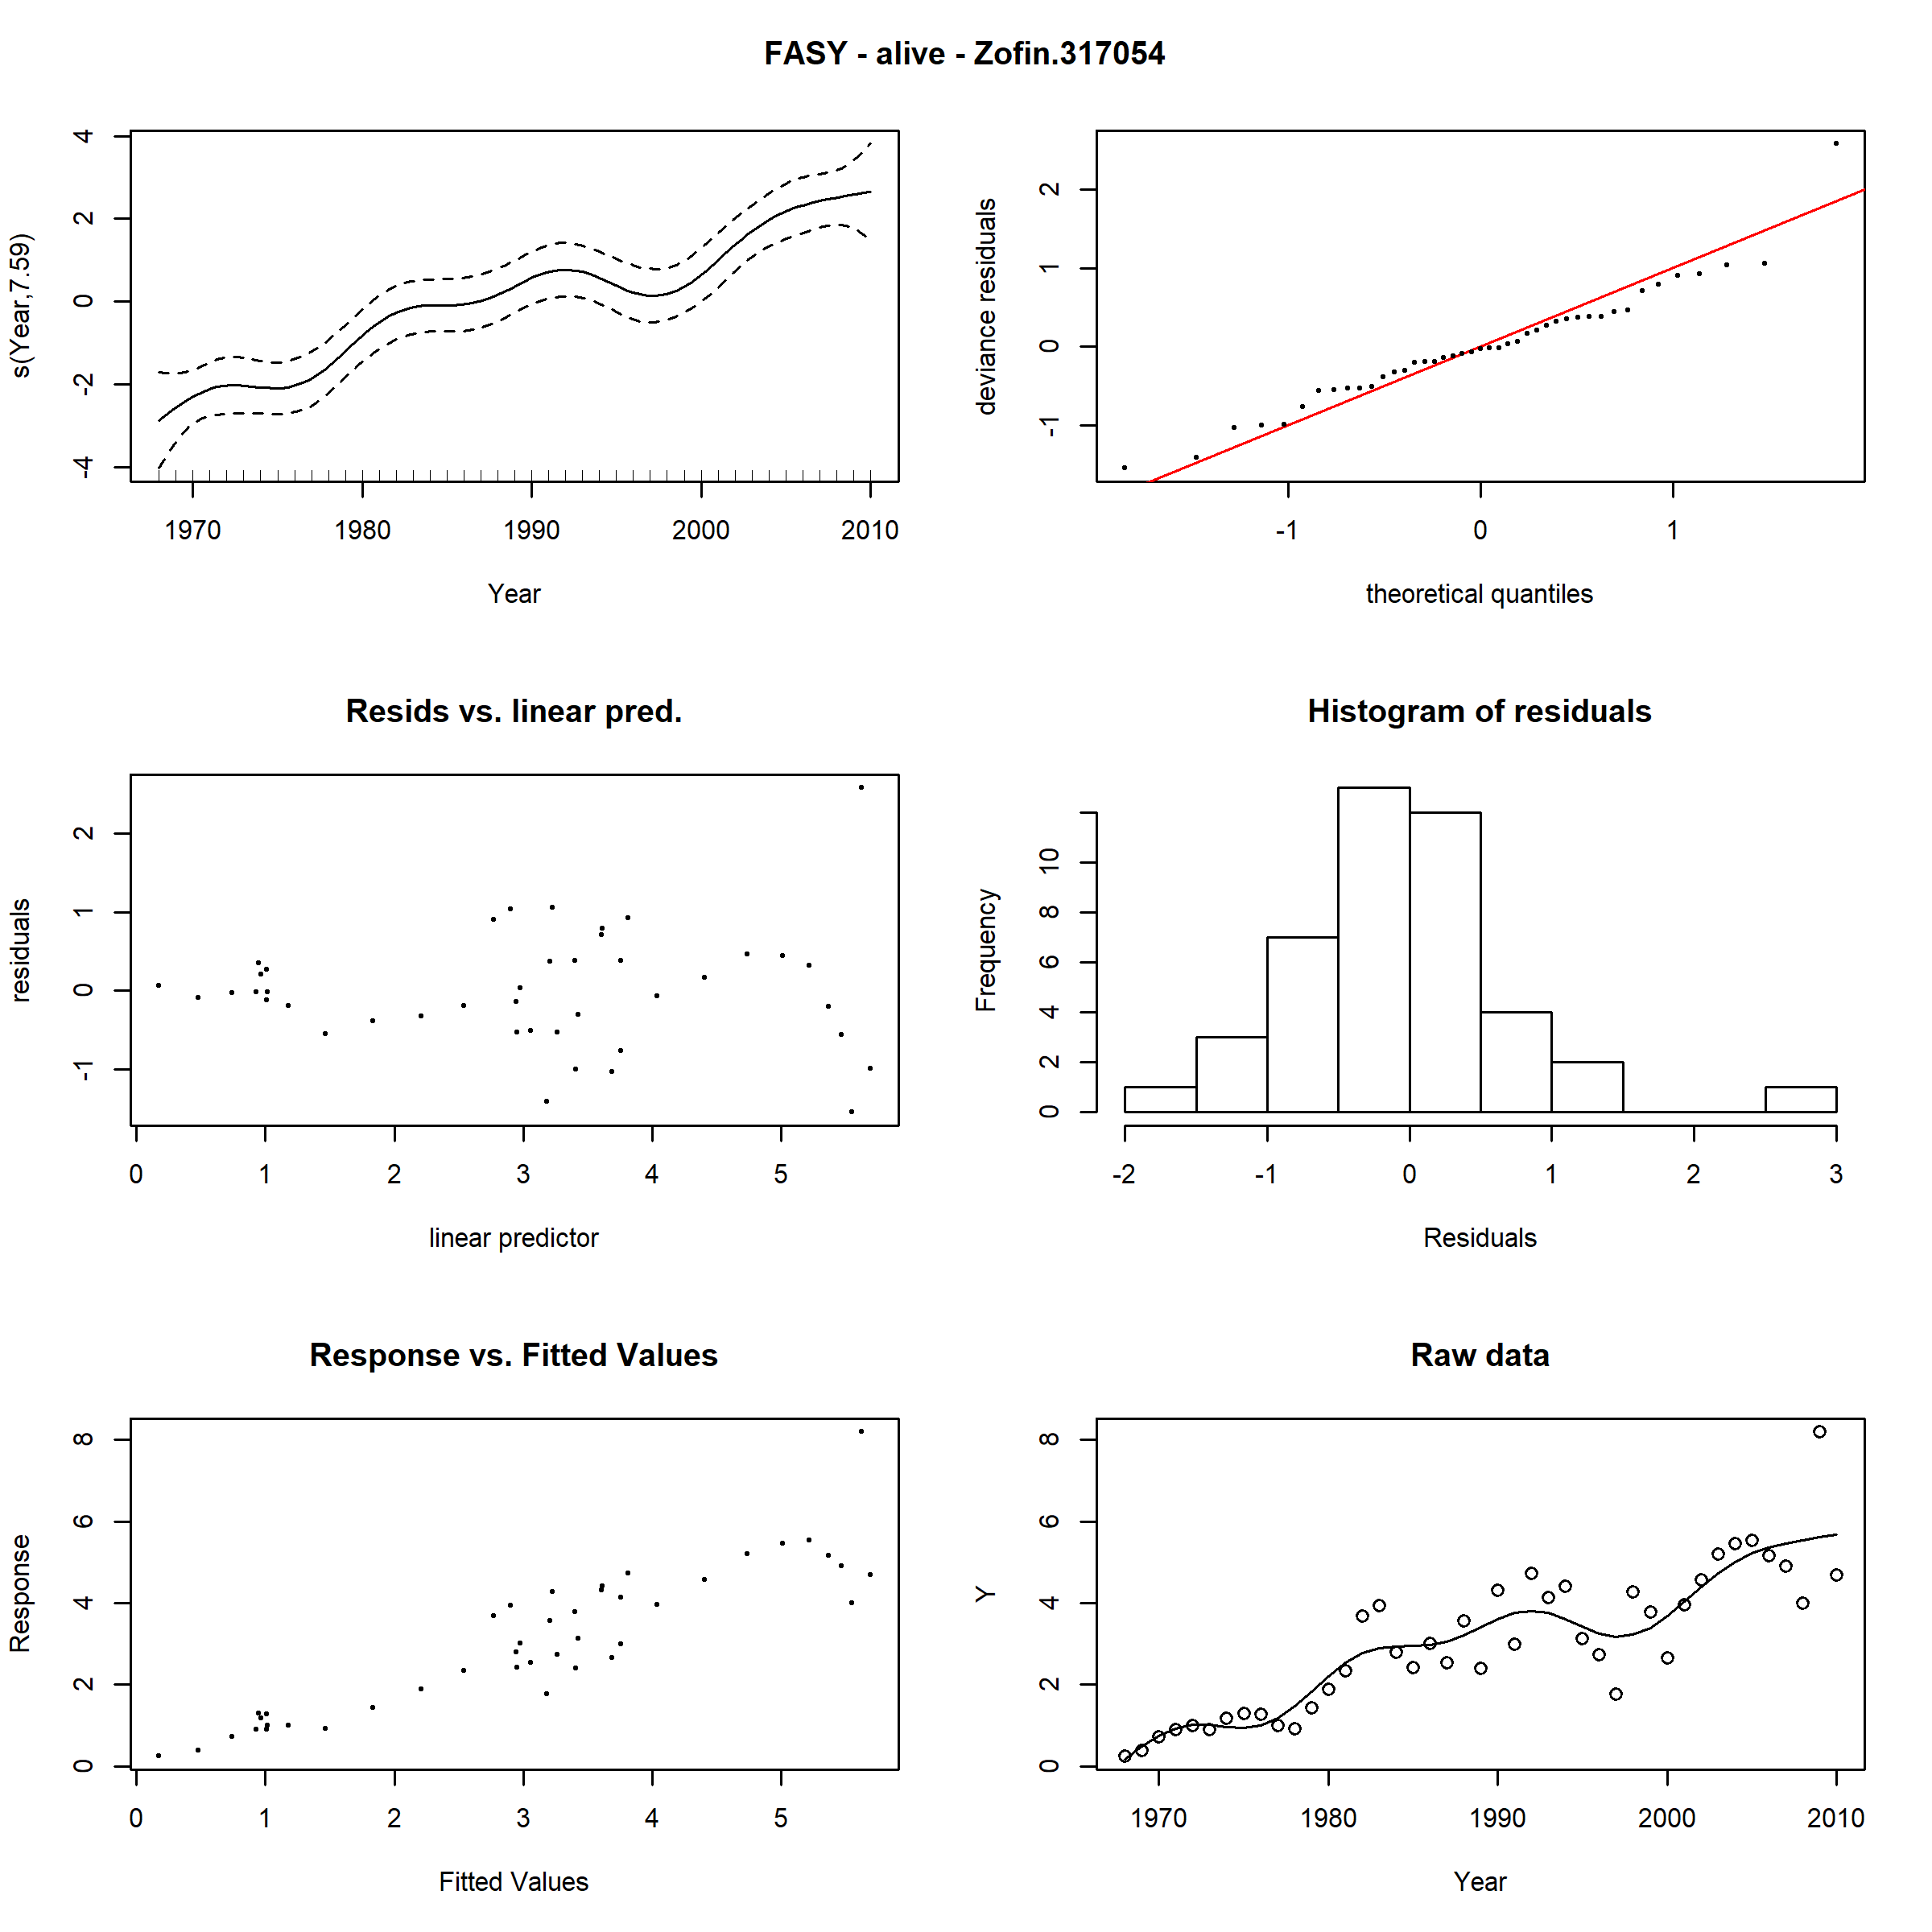 FASY - alive - Zofin.317054
s(Year,7.59)
4
2
0
-2
-4
1970 1980 1990 2000 2010
Year
deviance residuals
2
1
0
-1
-1 0 1
theoretical quantiles
Resids vs. linear pred.
residuals
2
1
0
-1
0 1 2 3 4 5
linear predictor
Histogram of residuals
Frequency
10
8
6
4
2
0
-2 -1 0 1 2 3
Residuals
Response vs. Fitted Values
Response
8
6
4
2
0
0 1 2 3 4 5
Fitted Values
Raw data
Y
8
6
4
2
0
1970 1980 1990 2000 2010
Year